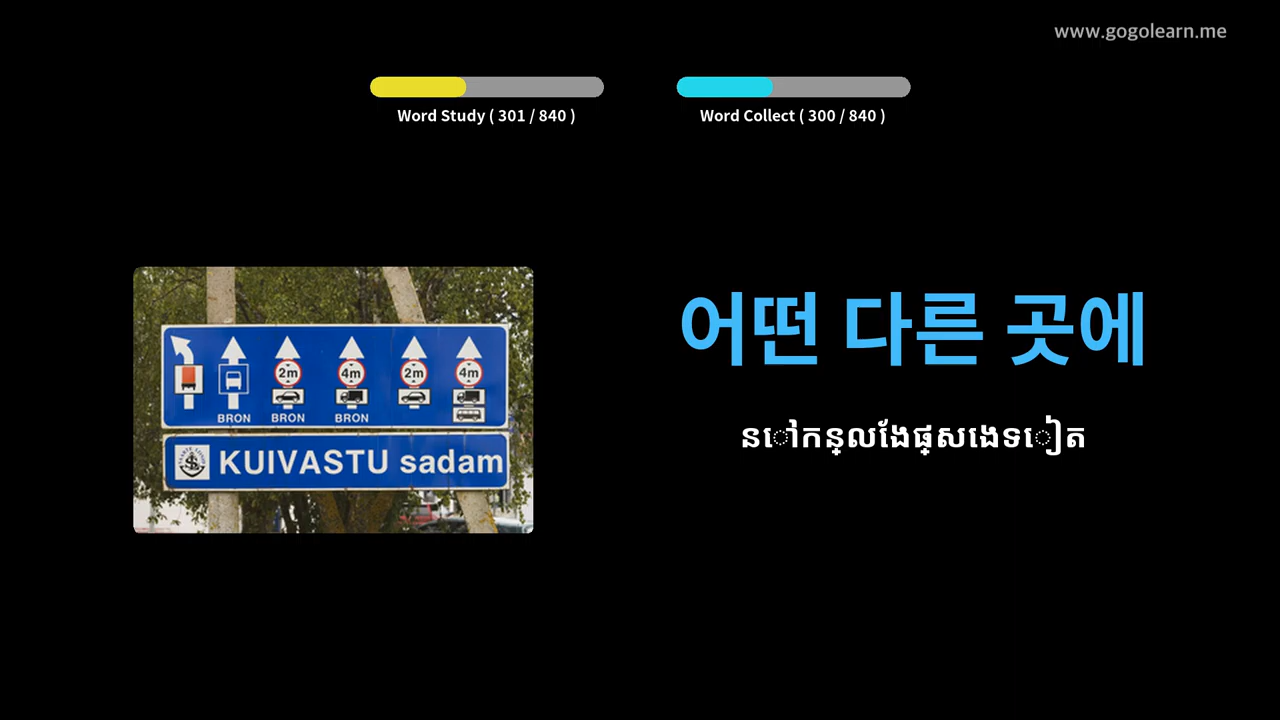 www.gogolearn.me
Word Study ( 301 / 840 )
Word Collect ( 300 / 840 )
2m 4m 2m 4m
BRON BRON BRON
KUIVASTU sadam
어떤 다른 곳에
នៅកន្លែងផ្សេងទៀត